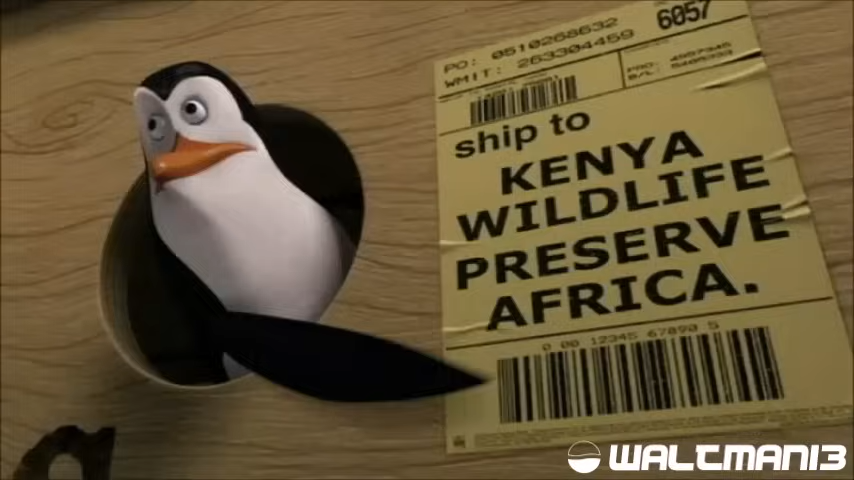 PO: 0510268632
WMIT: 263304459
6057
ship to
KENYA
WILDLIFE
PRESERVE
AFRICA.
0 00 12345 67890 5
WALTMAN13